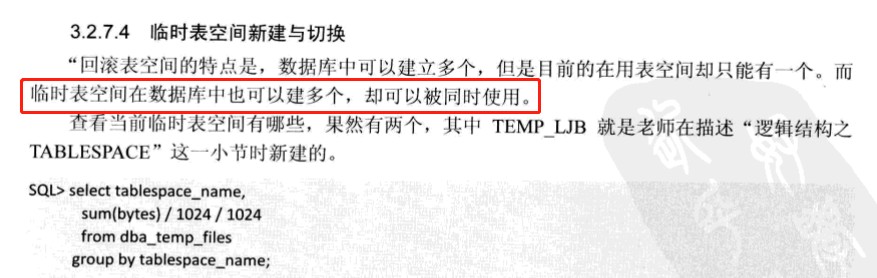 3.2.7.4 临时表空间新建与切换
“回滚表空间的特点是，数据库中可以建立多个，但是目前的在用表空间却只能有一个。而
临时表空间在数据库中也可以建多个，却可以被同时使用。
查看当前临时表空间有哪些，果然有两个，其中 TEMP_LJB 就是老师在描述“逻辑结构之
TABLESPACE”这一小节时新建的。
SQL> select tablespace_name,
sum(bytes) / 1024 / 1024
from dba_temp_files
group by tablespace_name;